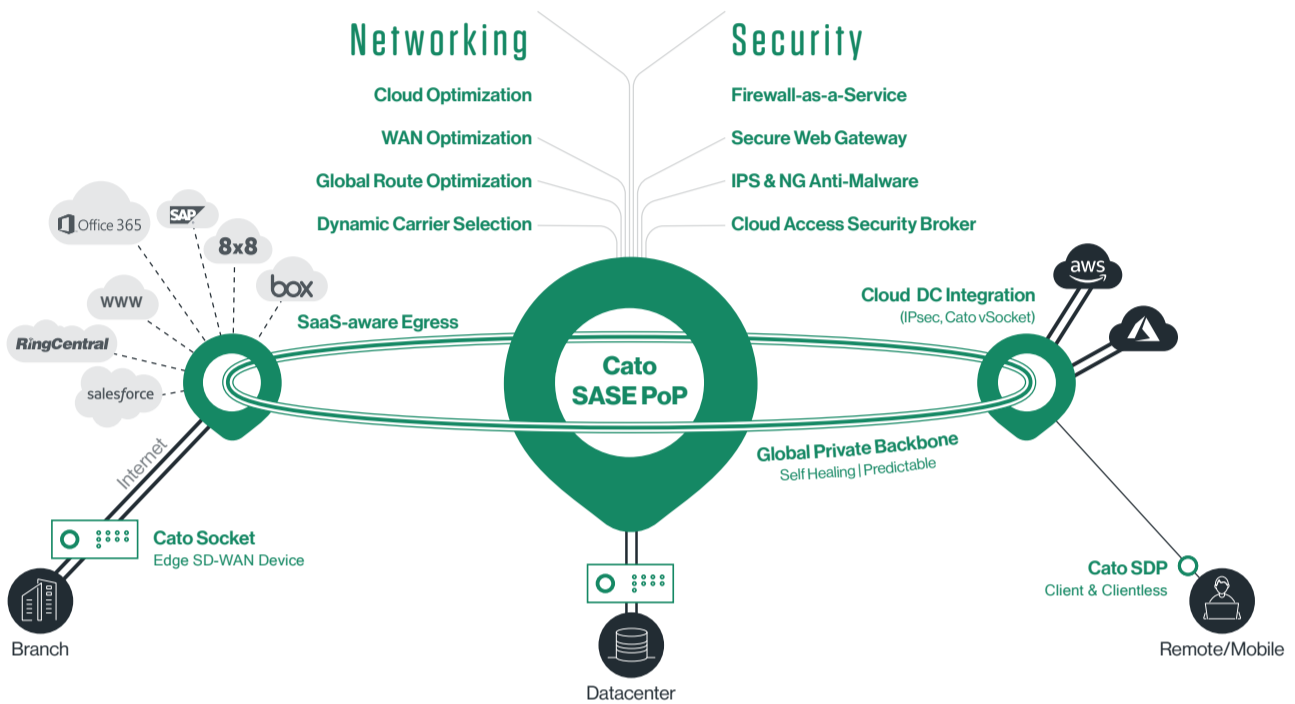 Networking
Cloud Optimization
WAN Optimization
Global Route Optimization
Dynamic Carrier Selection
Security
Firewall-as-a-Service
Secure Web Gateway
IPS & NG Anti-Malware
Cloud Access Security Broker
Office 365
SAP
8x8
box
www
RingCentral
salesforce
SaaS-aware Egress
Cato
SASE PoP
Cloud DC Integration
(IPsec, Cato vSocket)
aws
Global Private Backbone
Self Healing | Predictable
Internet
Cato Socket
Edge SD-WAN Device
Branch
Datacenter
Cato SDP
Client & Clientless
Remote/Mobile